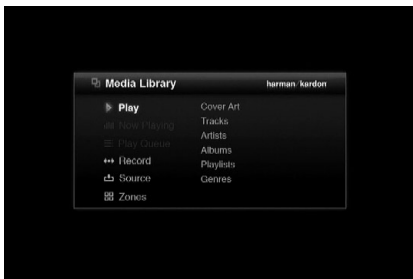 Media Library
harman/kardon
Play
Now Playing
Play Queue
Record
Source
Zones
Cover Art
Tracks
Artists
Albums
Playlists
Genres